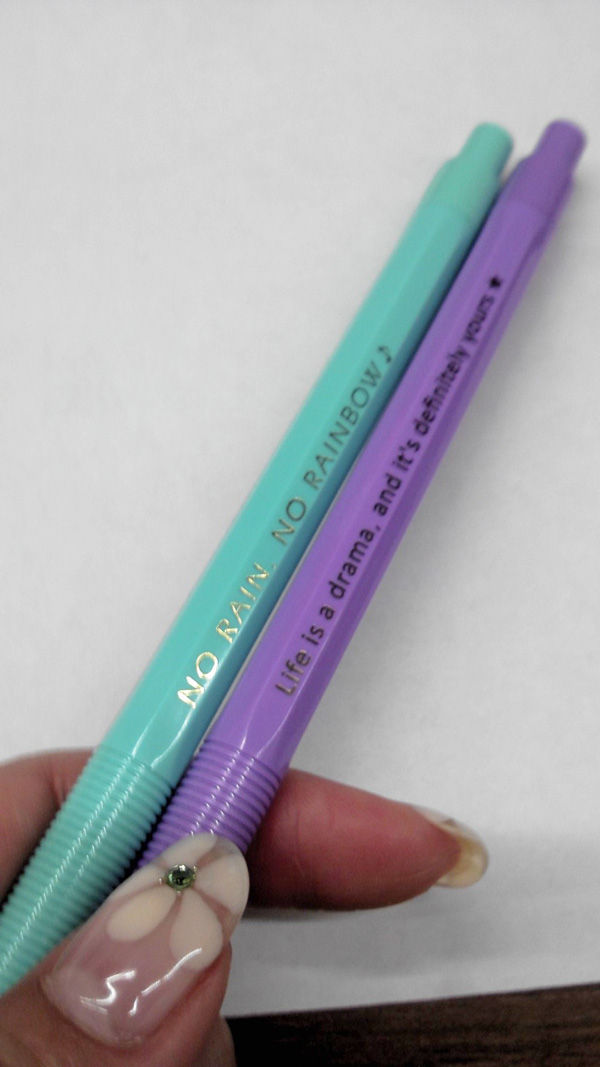 NO RAIN, NO RAINBOW♪
Life is a drama, and it's definitely yours